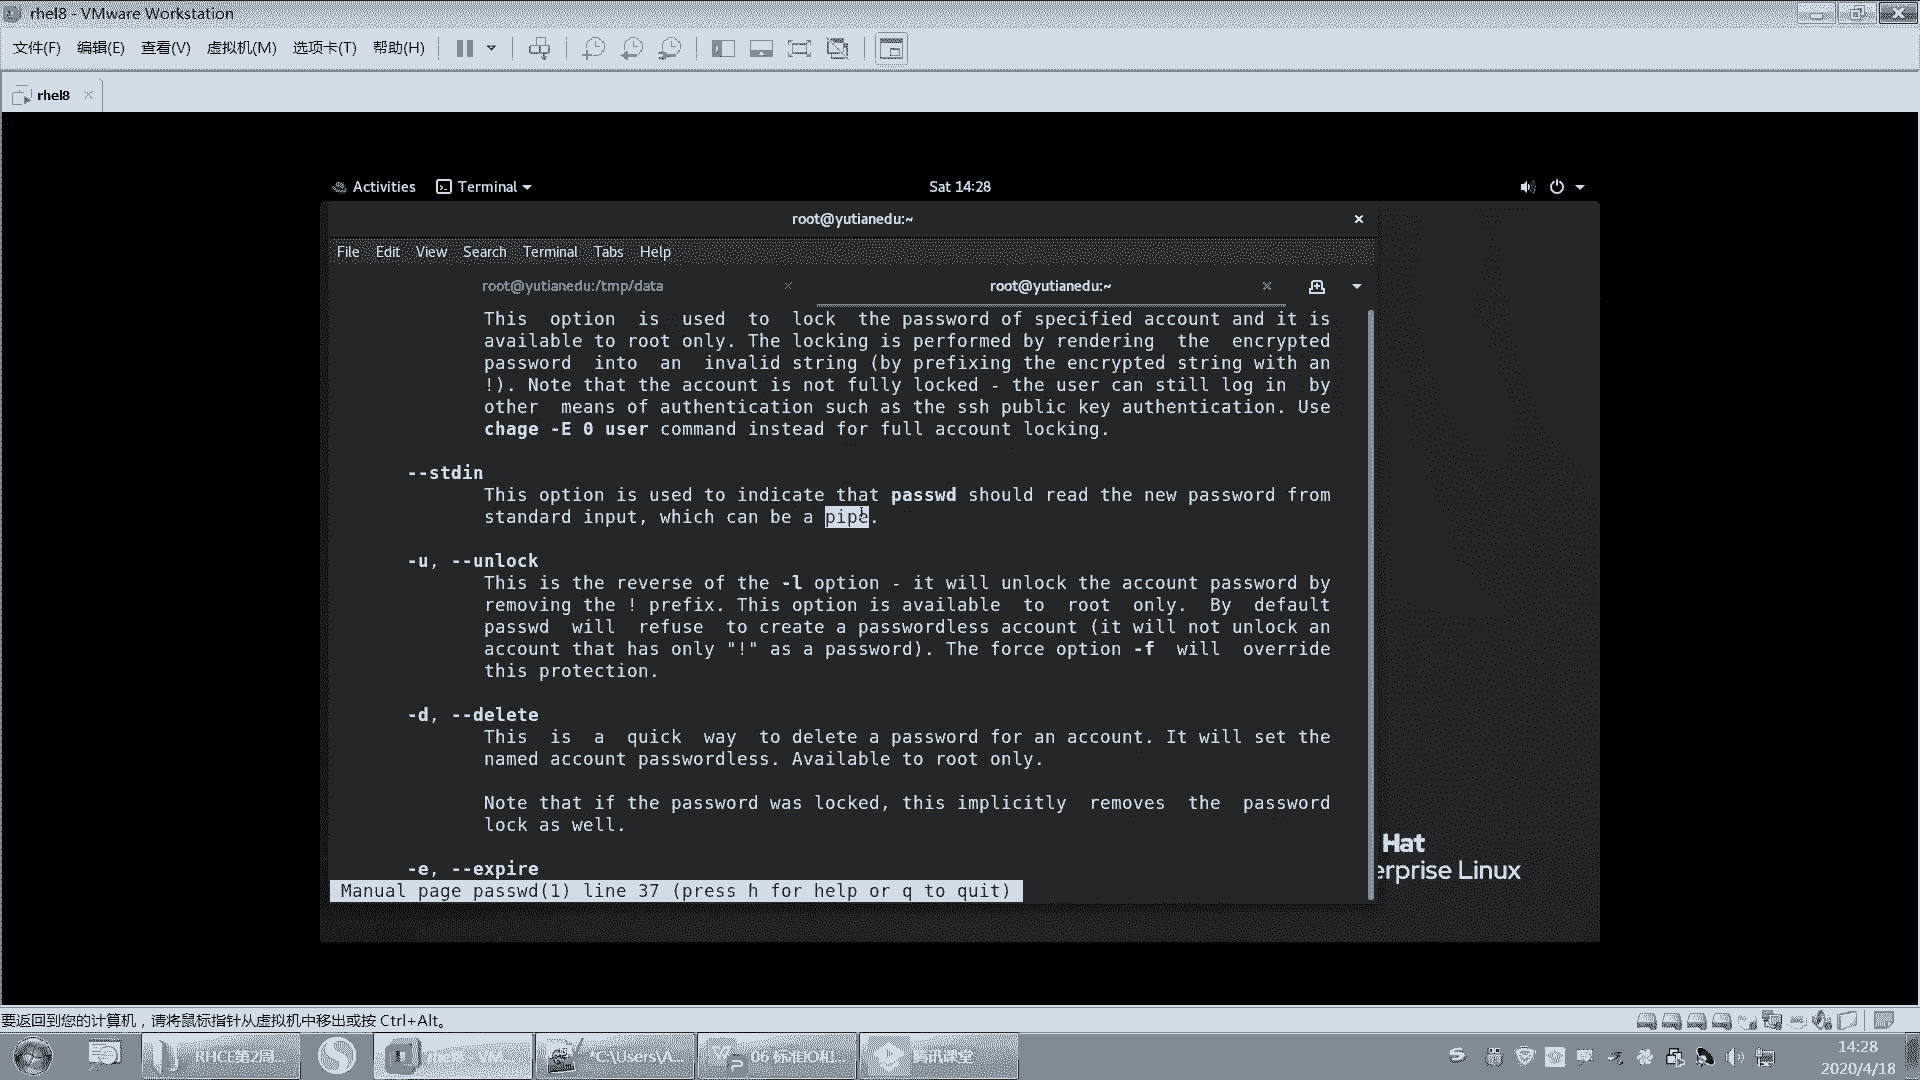 rhel8 - VMware Workstation
文件(F) 编辑(E) 查看(V) 虚拟机(M) 选项卡(T) 帮助(H)
rhel8
Activities Terminal Sat 14:28
root@yutianedu:~
File Edit View Search Terminal Tabs Help
root@yutianedu:/tmp/data root@yutianedu:~
This option is used to lock the password of specified account and it is
available to root only. The locking is performed by rendering the encrypted
password into an invalid string (by prefixing the encrypted string with an
!). Note that the account is not fully locked - the user can still log in by
other means of authentication such as the ssh public key authentication. Use
chage -E 0 user command instead for full account locking.
--stdin
This option is used to indicate that passwd should read the new password from
standard input, which can be a pipe.
-u, --unlock
This is the reverse of the -l option - it will unlock the account password by
removing the ! prefix. This option is available to root only. By default
passwd will refuse to create a passwordless account (it will not unlock an
account that has only "!" as a password). The force option -f will override
this protection.
-d, --delete
This is a quick way to delete a password for an account. It will set the
named account passwordless. Available to root only.
Note that if the password was locked, this implicitly removes the password
lock as well.
-e, --expire
Manual page passwd(1) line 37 (press h for help or q to quit)
Hat
erprise Linux
要返回到您的计算机，请将鼠标指针从虚拟机中移出或按 Ctrl+Alt。
RHCE第2周... rhel8 - VM... *C:\Users\A... 06 标准IO和... 腾讯课堂
14:28
2020/4/18